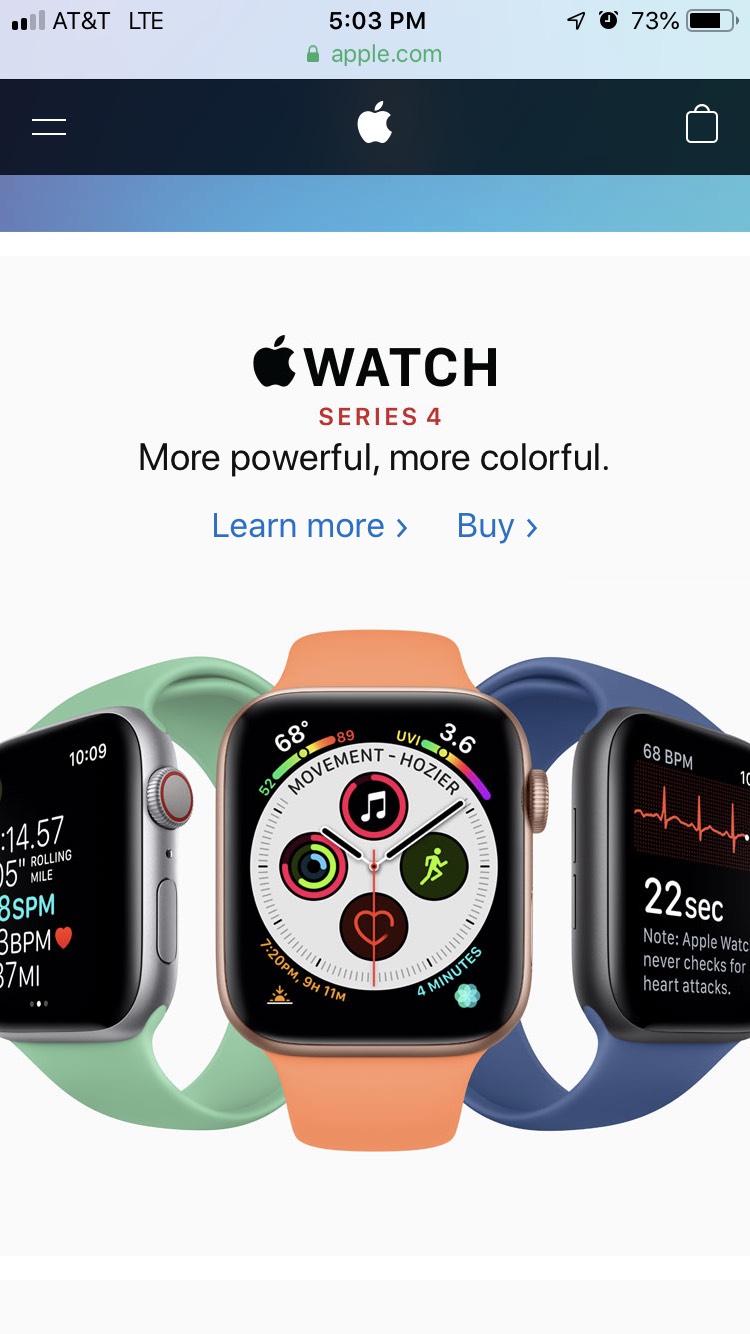 AT&T LTE 5:03 PM 73%
apple.com
WATCH
SERIES 4
More powerful, more colorful.
Learn more › Buy ›
10:09
:14.57
05" ROLLING
MILE
8SPM
3BPM
37MI
68° 89 52
UVI 3.6
MOVEMENT - HOZIER
7:20PM, 9H 11M
4 MINUTES
68 BPM
10
22sec
Note: Apple Watc
never checks for
heart attacks.